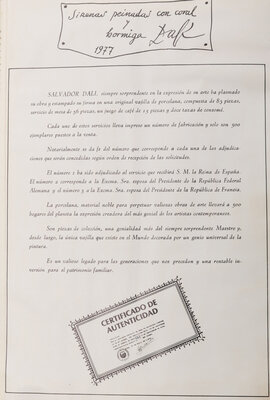 Sirenas peinadas con coral
y
hormiga Dalí
1977
SALVADOR DALI, siempre sorprendente en la expresión de su arte ha plasmado
su obra y estampado su firma en una original vajilla de porcelana, compuesta de 83 piezas,
servicio de mesa de 56 piezas, un juego de café de 15 piezas y doce tazas de consomé.
Cada uno de estos servicios lleva impreso un número de fabricación y solo son 500
ejemplares puestos a la venta.
Notarialmente se da fe del número que corresponde a cada una de las adjudica-
ciones que serán concedidas según orden de recepción de las solicitudes.
El número 1 ha sido adjudicado al servicio que recibirá S. M. la Reina de España.
El número 2 corresponde a la Excma. Sra. esposa del Presidente de la República Federal
Alemana y el número 3 a la Excma. Sra. esposa del Presidente de la República de Francia.
La porcelana, material noble para perpetuar valiosas obras de arte llevará a 500
hogares del planeta la expresión creadora del más genial de los artistas contemporaneos.
Son piezas de colección, una genialidad más del siempre sorprendente Maestro y,
desde luego, la única vajilla que existe en el Mundo decorada por un genio universal de la
pintura.
Es un valioso legado para las generaciones que nos precedan y una rentable in-
versión para el patrimonio familiar.
CERTIFICADO DE
AUTENTICIDAD